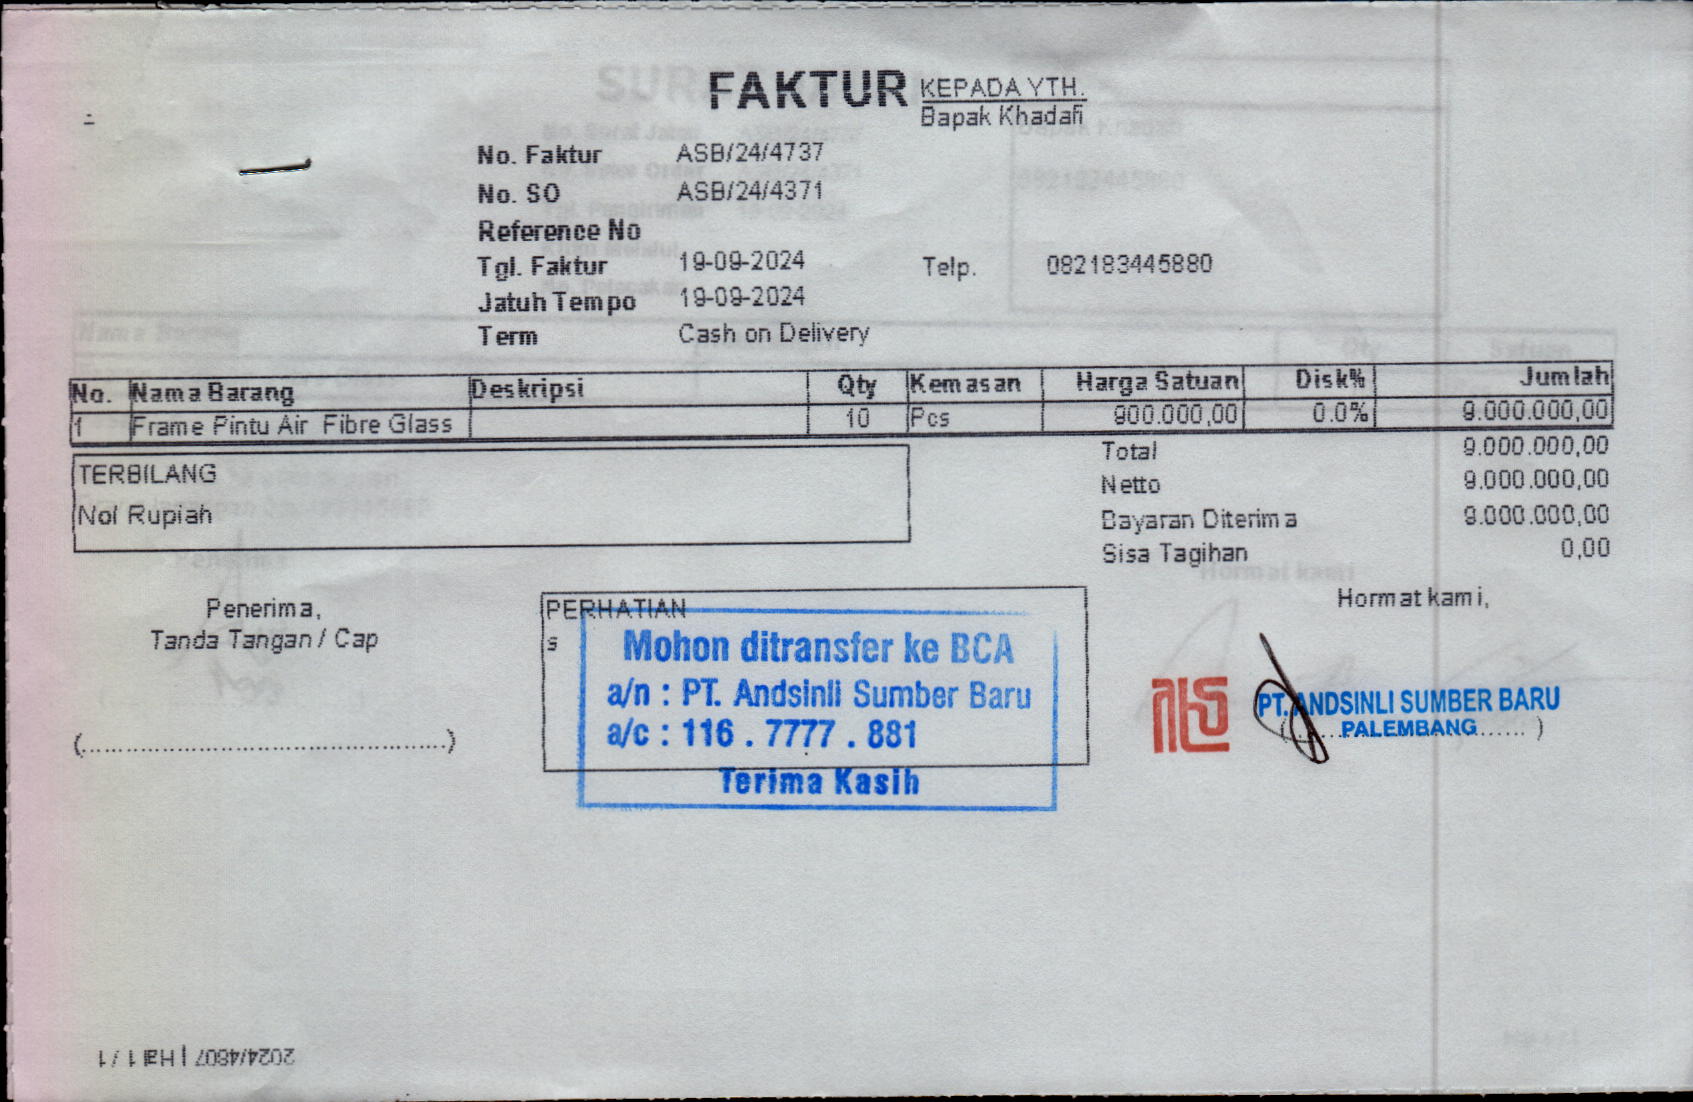 FAKTUR
KEPADA YTH.
Bapak Khadafi
No. Faktur ASB/24/4737
No. SO ASB/24/4371
Reference No
Tgl. Faktur 19-09-2024 Telp. 082183445880
Jatuh Tempo 19-09-2024
Term Cash on Delivery
No. Nama Barang Deskripsi Qty Kemasan Harga Satuan Disk% Jumlah
1 Frame Pintu Air Fibre Glass 10 Pcs 900.000,00 0.0% 9.000.000,00
Total 9.000.000,00
Netto 9.000.000,00
Bayaran Diterima 9.000.000,00
Sisa Tagihan 0,00
TERBILANG
Nol Rupiah
Penerima,
Tanda Tangan / Cap
(................................................)
PERHATIAN
s
Mohon ditransfer ke BCA
a/n : PT. Andsinli Sumber Baru
a/c : 116 . 7777 . 881
Terima Kasih
Hormat kami,
PT. ANDSINLI SUMBER BARU
PALEMBANG
2024/4807 | Hal 1 / 1